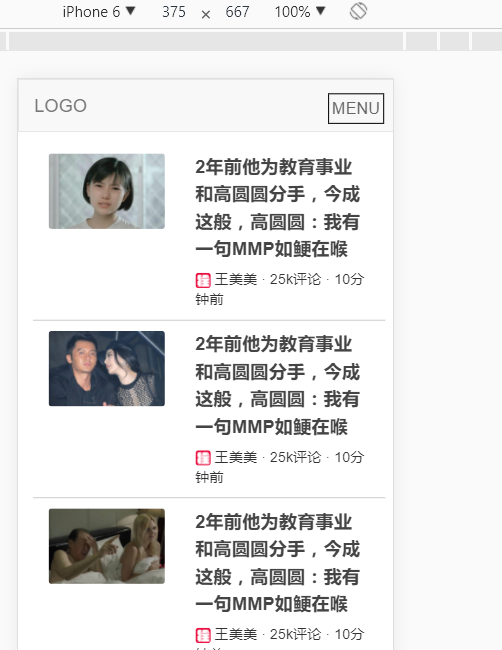 iPhone 6 ▼ 375 × 667 100% ▼
LOGO
MENU
2年前他为教育事业
和高圆圆分手，今成
这般，高圆圆：我有
一句MMP如鲠在喉
王美美 · 25k评论 · 10分
钟前
2年前他为教育事业
和高圆圆分手，今成
这般，高圆圆：我有
一句MMP如鲠在喉
王美美 · 25k评论 · 10分
钟前
2年前他为教育事业
和高圆圆分手，今成
这般，高圆圆：我有
一句MMP如鲠在喉
王美美 · 25k评论 · 10分